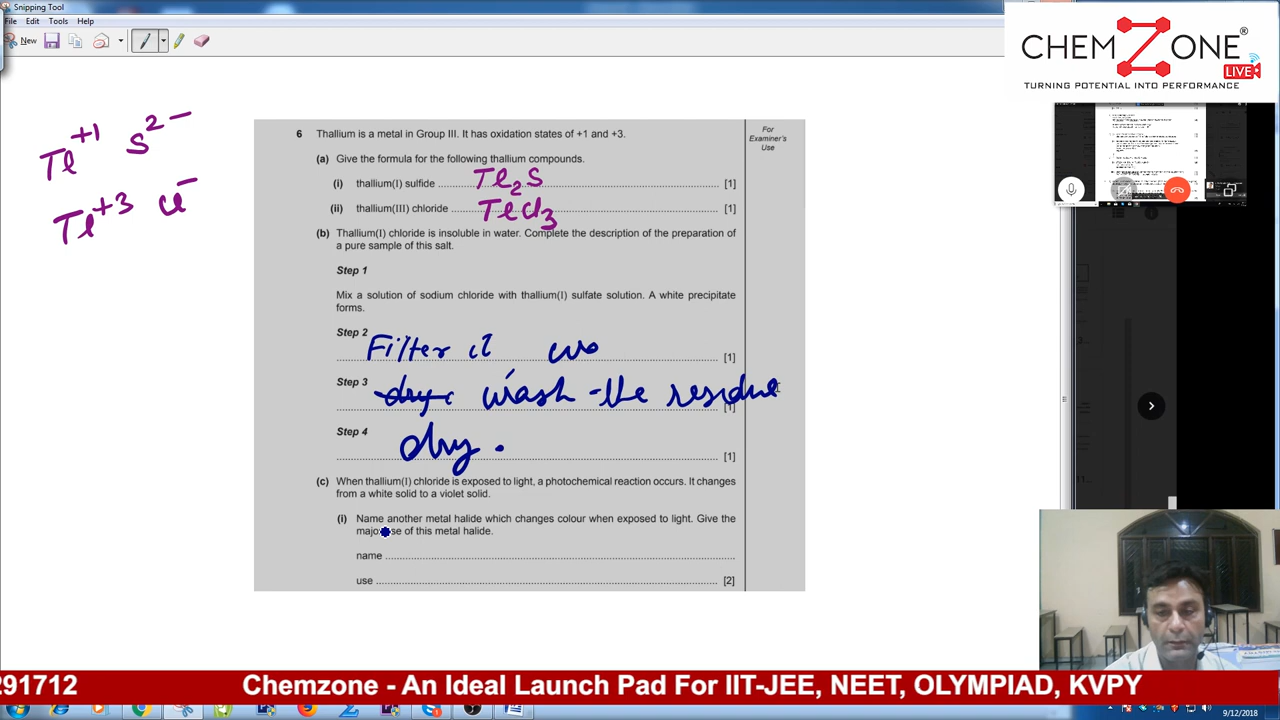 Snipping Tool
File Edit Tools Help
New
CHEMZONE®
LIVE
TURNING POTENTIAL INTO PERFORMANCE
Tl+1 S2-
Tl+3 Cl-
For
Examiner's
Use
6 Thallium is a metal in Group III. It has oxidation states of +1 and +3.
(a) Give the formula for the following thallium compounds.
(i) thallium(I) sulfide Tl2S [1]
(ii) thallium(III) TlCl3 [1]
(b) Thallium(I) chloride is insoluble in water. Complete the description of the preparation of
a pure sample of this salt.
Step 1
Mix a solution of sodium chloride with thallium(I) sulfate solution. A white precipitate
forms.
Step 2
Filter it [1]
Step 3
wash the residue
[1]
Step 4
dry. [1]
(c) When thallium(I) chloride is exposed to light, a photochemical reaction occurs. It changes
from a white solid to a violet solid.
(i) Name another metal halide which changes colour when exposed to light. Give the
of this metal halide.
name
use [2]
291712 Chemzone - An Ideal Launch Pad For IIT-JEE, NEET, OLYMPIAD, KVPY
9/12/2018